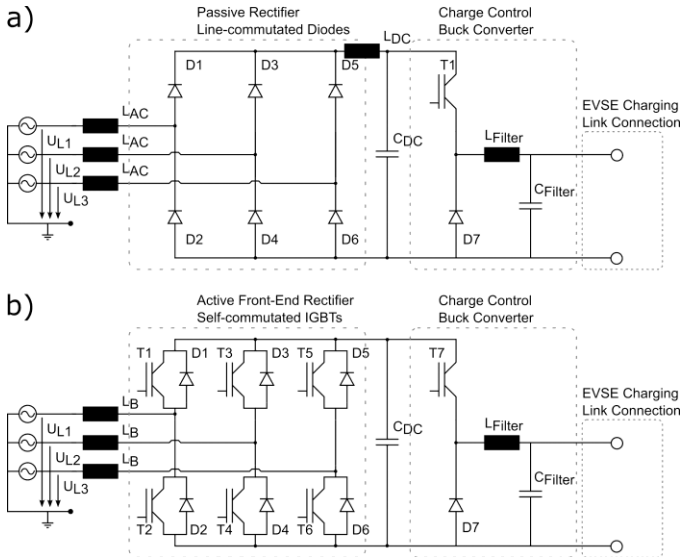 a)
Passive Rectifier
Line-commutated Diodes
Charge Control
Buck Converter
LDC
D1
D3
D5
T1
EVSE Charging
Link Connection
LAC
LAC
LAC
UL1
UL2
UL3
CDC
LFilter
CFilter
D2
D4
D6
D7
b)
Active Front-End Rectifier
Self-commutated IGBTs
Charge Control
Buck Converter
T1
D1
T3
D3
T5
D5
T7
EVSE Charging
Link Connection
LB
LB
LB
UL1
UL2
UL3
CDC
LFilter
CFilter
T2
D2
T4
D4
T6
D6
D7